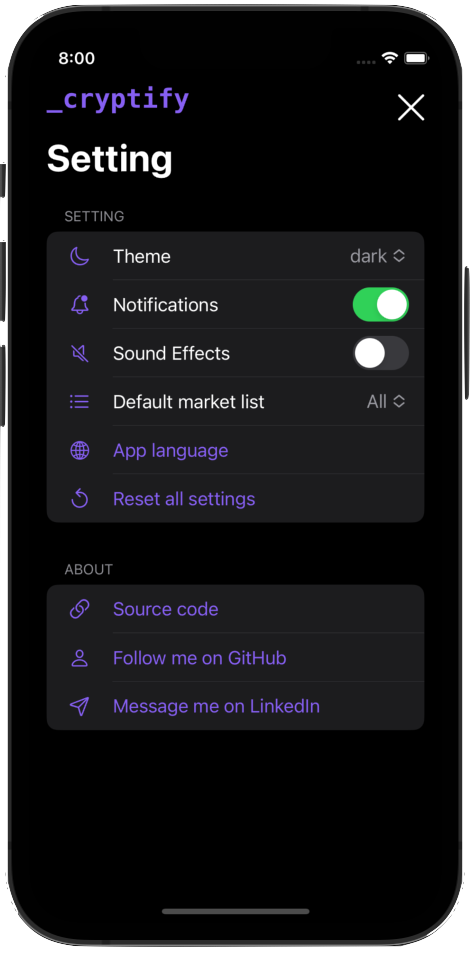 8:00
_cryptify
Setting
SETTING
Theme dark
Notifications
Sound Effects
Default market list All
App language
Reset all settings
ABOUT
Source code
Follow me on GitHub
Message me on LinkedIn